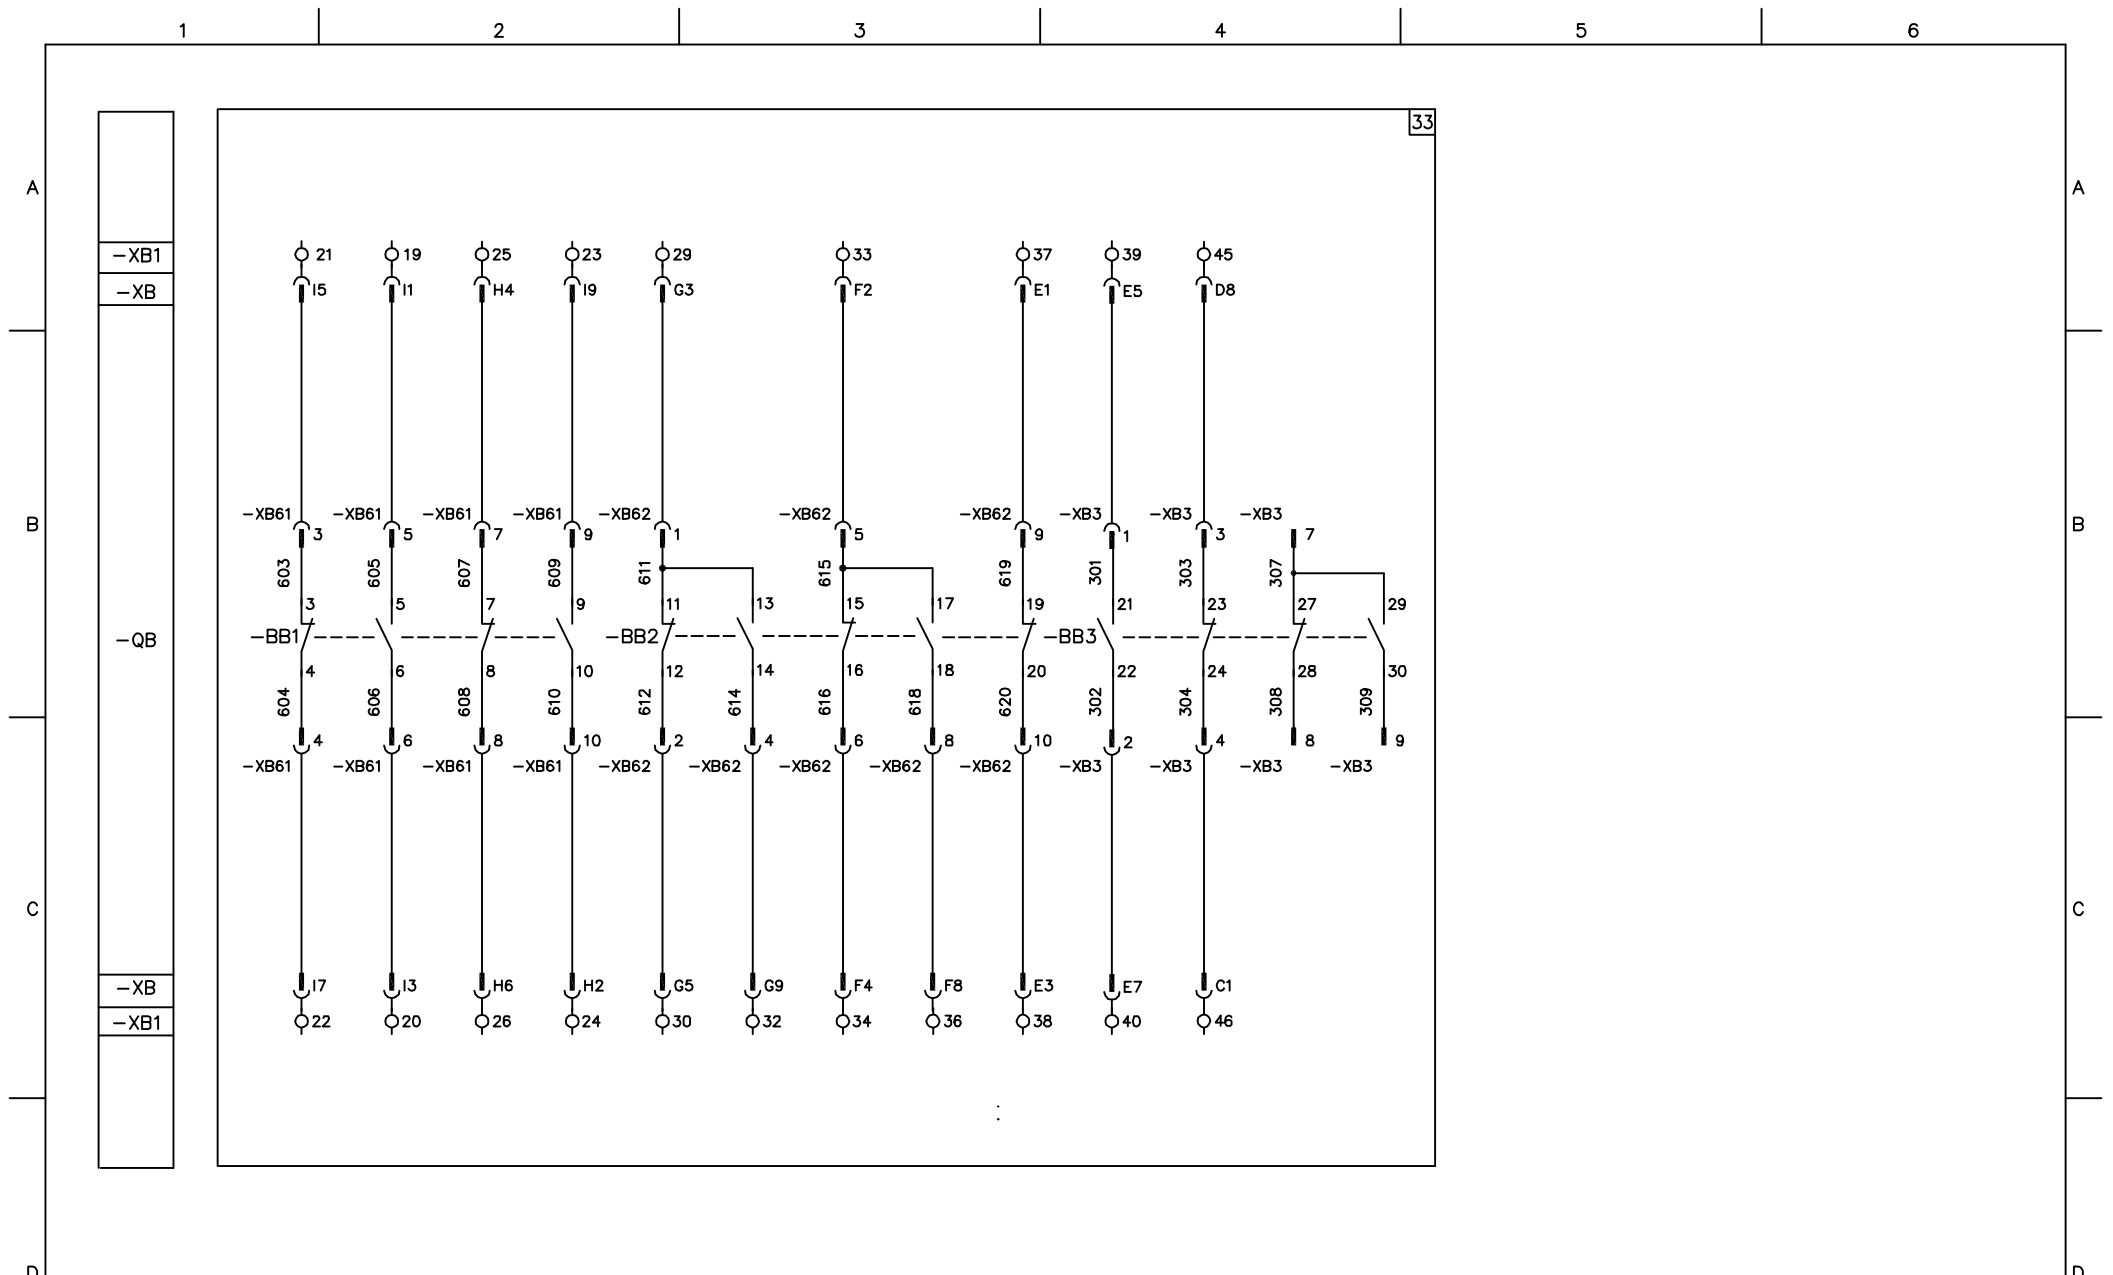 1 2 3 4 5 6
33
A A
-XB1 21 19 25 23 29 33 37 39 45
-XB I5 I1 H4 I9 G3 F2 E1 E5 D8
-XB61 -XB61 -XB61 -XB61 -XB62 -XB62 -XB62 -XB3 -XB3 -XB3
B B
3 5 7 9 1 5 9 1 3 7
603 605 607 609 611 615 619 301 303 307
3 5 7 9 11 13 15 17 19 21 23 27 29
-QB -BB1 -BB2 -BB3
4 6 8 10 12 14 16 18 20 22 24 28 30
604 606 608 610 612 614 616 618 620 302 304 308 309
4 6 8 10 2 4 6 8 10 2 4 8 9
-XB61 -XB61 -XB61 -XB61 -XB62 -XB62 -XB62 -XB62 -XB62 -XB3 -XB3 -XB3 -XB3
C C
-XB I7 I3 H6 H2 G5 G9 F4 F8 E3 E7 C1
-XB1 22 20 26 24 30 32 34 36 38 40 46
D D